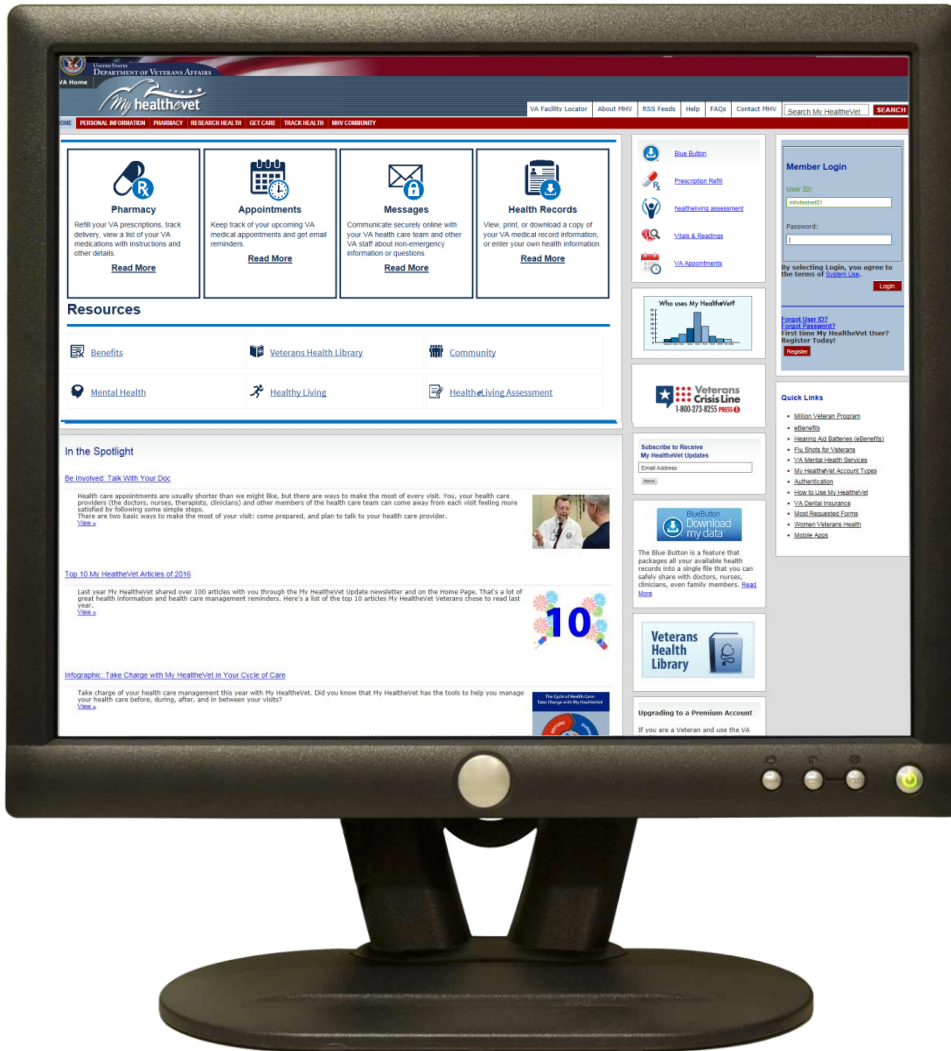 United States
Department of Veterans Affairs
VA Home
My healthevet
VA Facility Locator About MHV RSS Feeds Help FAQs Contact MHV Search My HealtheVet SEARCH
HOME PERSONAL INFORMATION PHARMACY RESEARCH HEALTH GET CARE TRACK HEALTH MHV COMMUNITY
Pharmacy
Refill your VA prescriptions, track
delivery, view a list of your VA
medications with instructions and
other details.
Read More
Appointments
Keep track of your upcoming VA
medical appointments and get email
reminders.
Read More
Messages
Communicate securely online with
your VA health care team and other
VA staff about non-emergency
information or questions.
Read More
Health Records
View, print, or download a copy of
your VA medical record information,
or enter your own health information.
Read More
Resources
Benefits
Veterans Health Library
Community
Mental Health
Healthy Living
HealtheLiving Assessment
In the Spotlight
Be Involved: Talk With Your Doc
Health care appointments are usually shorter than we might like, but there are ways to make the most of every visit. You, your health care
providers (the doctors, nurses, therapists, clinicians) and other members of the health care team can come away from each visit feeling more
satisfied by following some simple steps.
There are two basic ways to make the most of your visit: come prepared, and plan to talk to your health care provider.
View »
Top 10 My HealtheVet Articles of 2016
Last year My HealtheVet shared over 100 articles with you through the My HealtheVet Update newsletter and on the Home Page. That's a lot of
great health information and health care management reminders. Here's a list of the top 10 articles My HealtheVet Veterans chose to read last
year.
View »
10
Infographic: Take Charge with My HealtheVet in Your Cycle of Care
Take charge of your health care management this year with My HealtheVet. Did you know that My HealtheVet has the tools to help you manage
your health care before, during, after, and in between your visits?
View »
The Cycle of Health Care:
Take Charge with My HealtheVet
BEFORE
Blue Button
Prescription Refill
healtheliving assessment
Vitals & Readings
VA Appointments
Who uses My HealtheVet?
Veterans
Crisis Line
1-800-273-8255 PRESS 1
Subscribe to Receive
My HealtheVet Updates
Email Address
BlueButton
Download
my data
The Blue Button is a feature that
packages all your available health
records into a single file that you can
safely share with doctors, nurses,
clinicians, even family members. Read
More
Veterans
Health
Library
Upgrading to a Premium Account
If you are a Veteran and use the VA
Member Login
User ID:
mhvtestvet01
Password:
By selecting Login, you agree to
the terms of System Use.
Login
Forgot User ID?
Forgot Password?
First time My HealtheVet User?
Register Today!
Register
Quick Links
Million Veteran Program
eBenefits
Hearing Aid Batteries (eBenefits)
Flu Shots for Veterans
VA Mental Health Services
My HealtheVet Account Types
Authentication
How to Use My HealtheVet
VA Dental Insurance
Most Requested Forms
Women Veterans Health
Mobile Apps